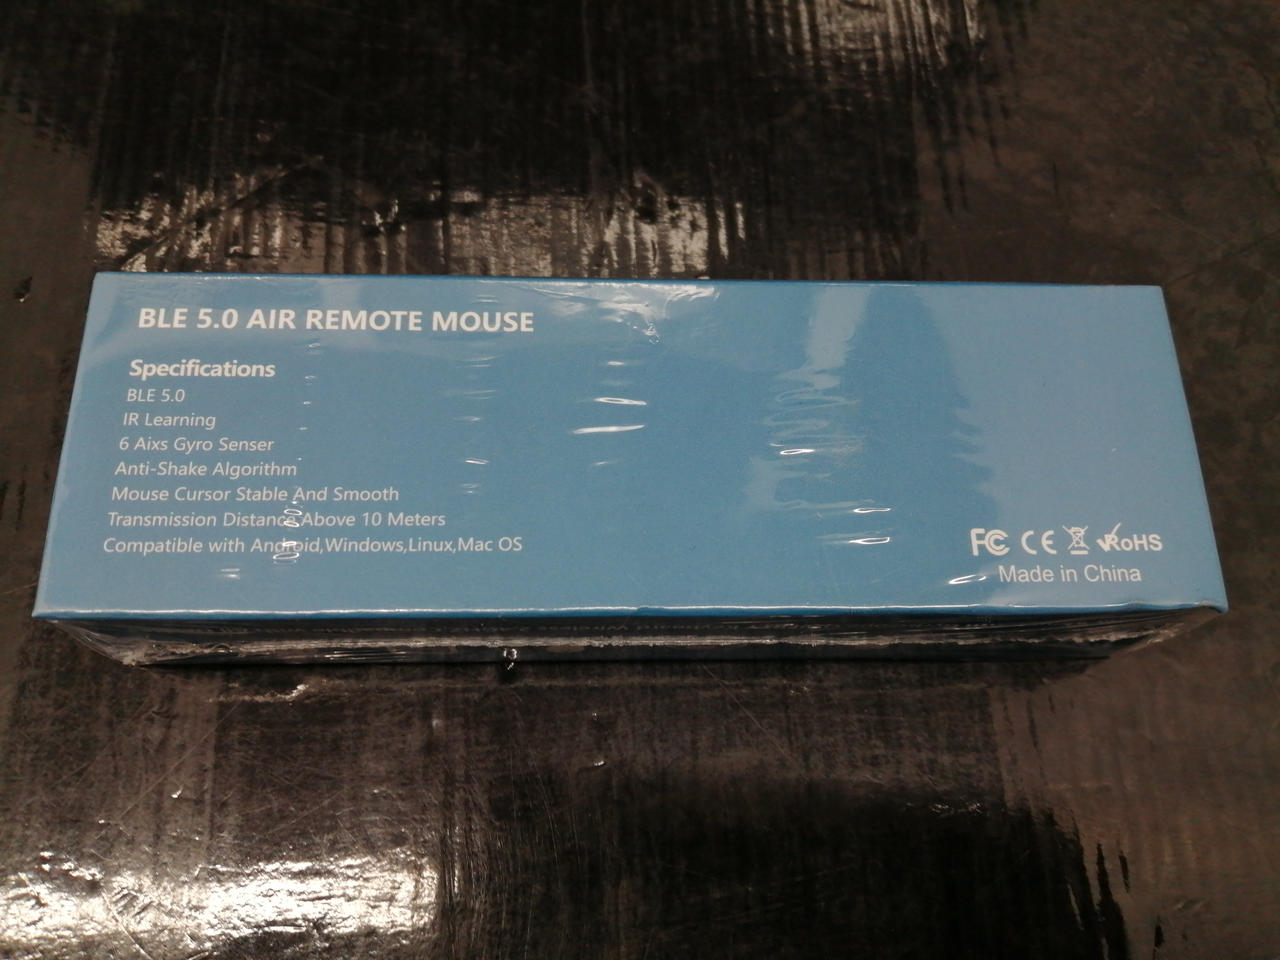 BLE 5.0 AIR REMOTE MOUSE
Specifications
BLE 5.0
IR Learning
6 Aixs Gyro Senser
Anti-Shake Algorithm
Mouse Cursor Stable And Smooth
Transmission Distance Above 10 Meters
Compatible with Android,Windows,Linux,Mac OS
FC CE RoHS
Made in China